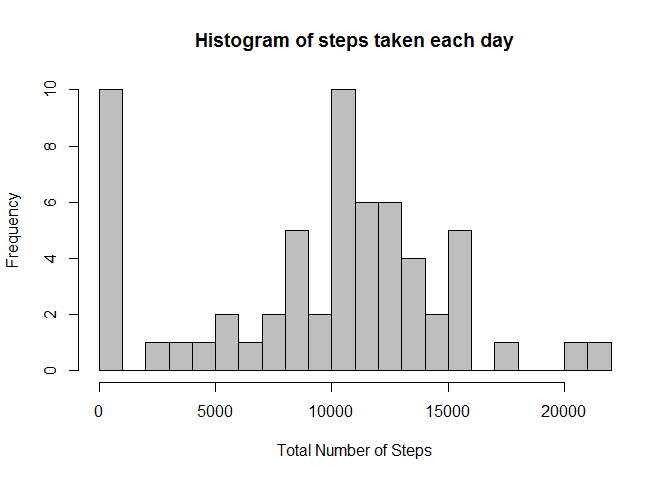 Histogram of steps taken each day
Frequency
10
8
6
4
2
0
0 5000 10000 15000 20000
Total Number of Steps